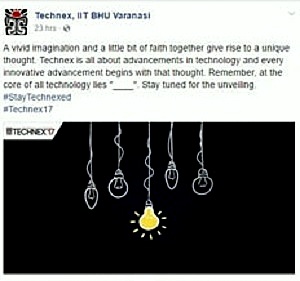 Technex, IIT BHU Varanasi
23 hrs ·
A vivid imagination and a little bit of faith together give rise to a unique
thought. Technex is all about advancements in technology and every
innovative advancement begins with that thought. Remember, at the
core of all technology lies "____". Stay tuned for the unveiling.
#StayTechnexed
#Technex17
#TECHNEX'17